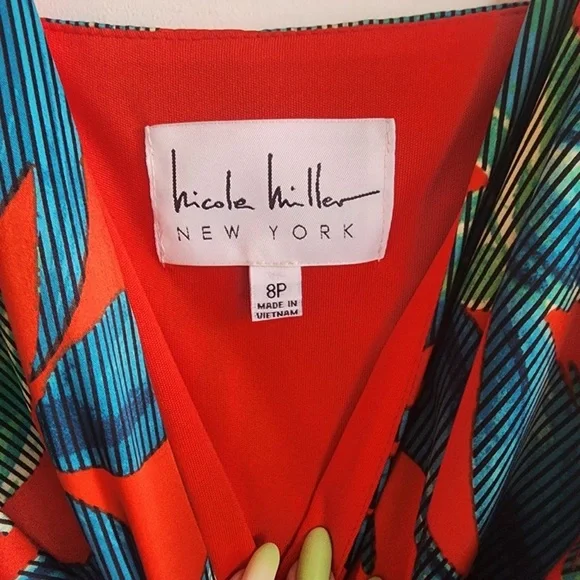 nicole miller
NEW YORK
8P
MADE IN
VIETNAM